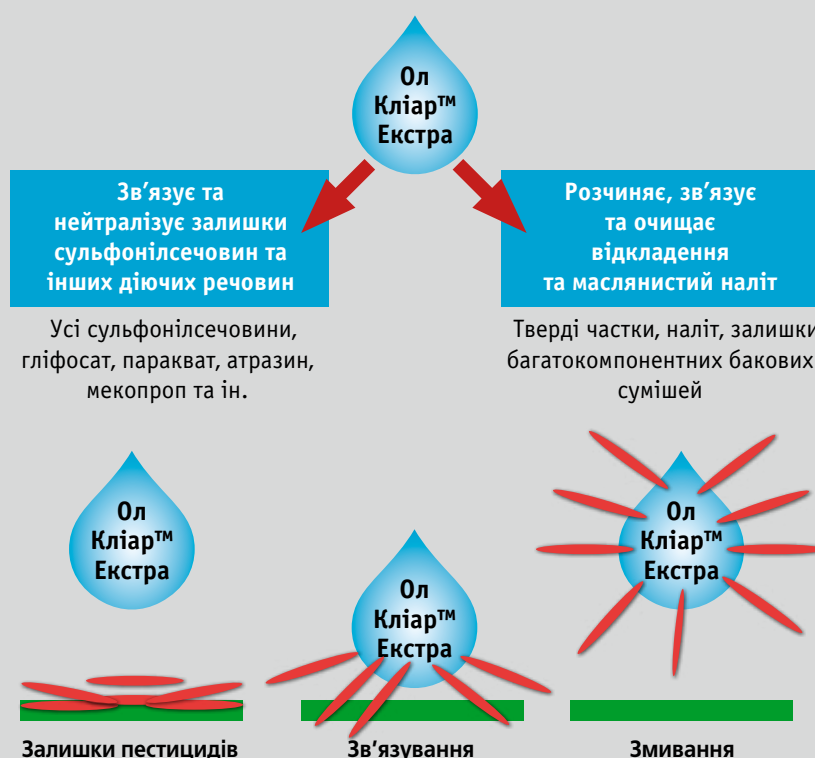 Ол
Кліар™
Екстра
Зв’язує та
нейтралізує залишки
сульфонілсечовин та
інших діючих речовин
Розчиняє, зв’язує
та очищає
відкладення
та маслянистий наліт
Усі сульфонілсечовини,
гліфосат, паракват, атразин,
мекопроп та ін.
Тверді частки, наліт, залишки
багатокомпонентних бакових
сумішей
Ол
Кліар™
Екстра
Ол
Кліар™
Екстра
Ол
Кліар™
Екстра
Залишки пестицидів
Зв’язування
Змивання